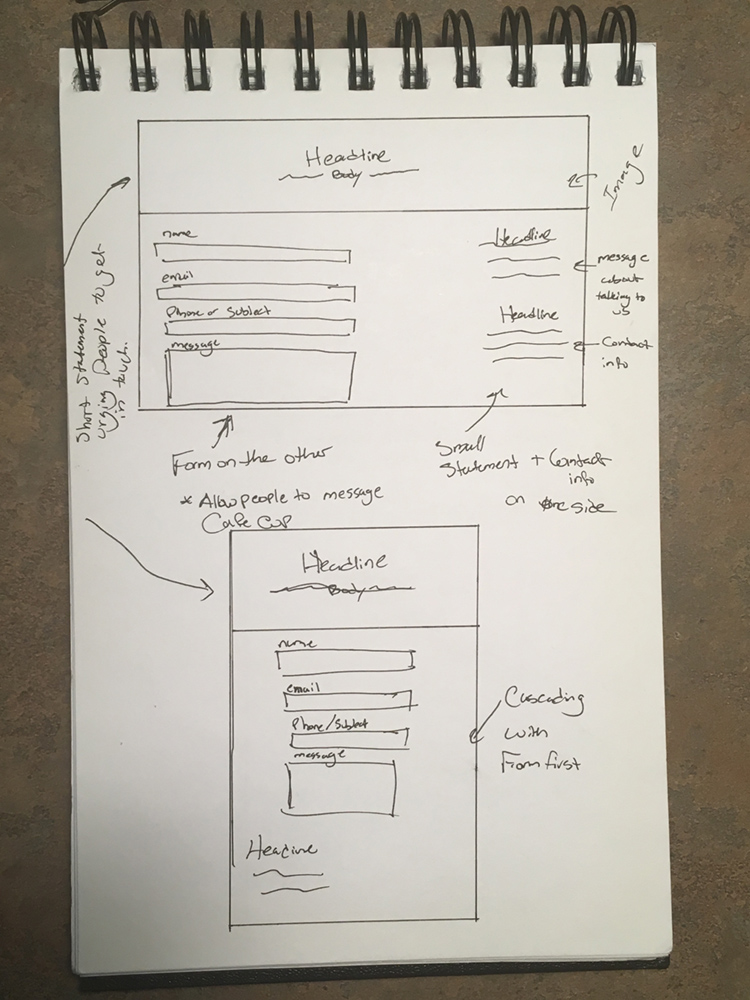 Headline
Body
Image
name
email
Phone or Subject
message
Headline
Headline
message
about
talking to
us
Contact
info
Short Statement
urging People to get
in touch.
Form on the other
* Allow people to message
Cafe Cup
Small
Statement + Contact
info
on one side
Headline
Body
name
email
Phone/Subject
message
Headline
Cascading
with
Form first